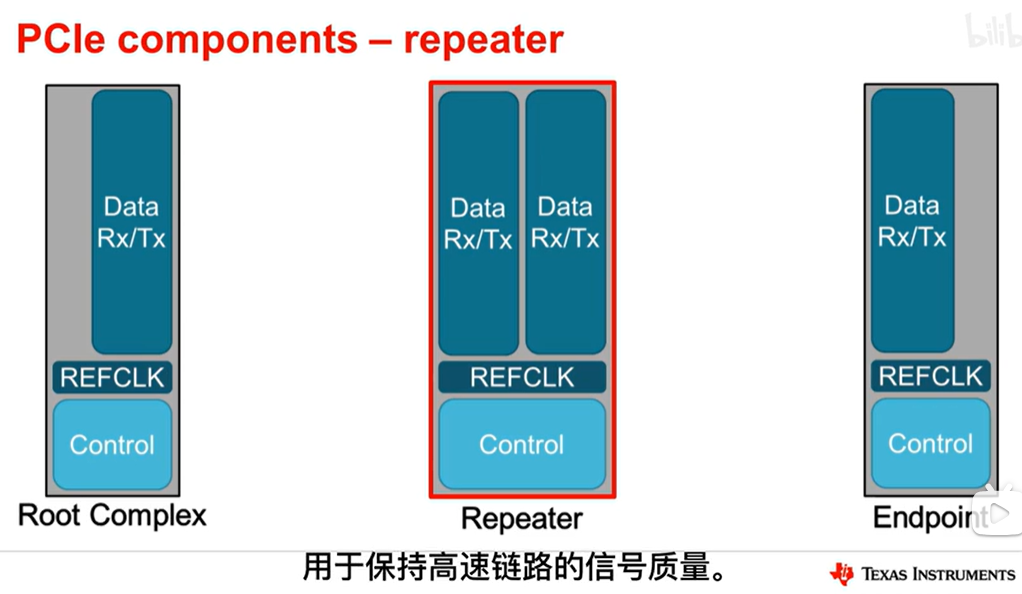 PCIe components – repeater
bilib
Data
Rx/Tx
REFCLK
Control
Root Complex
Data
Rx/Tx
Data
Rx/Tx
REFCLK
Control
Repeater
Data
Rx/Tx
REFCLK
Control
Endpoint
用于保持高速链路的信号质量。
TEXAS INSTRUMENTS